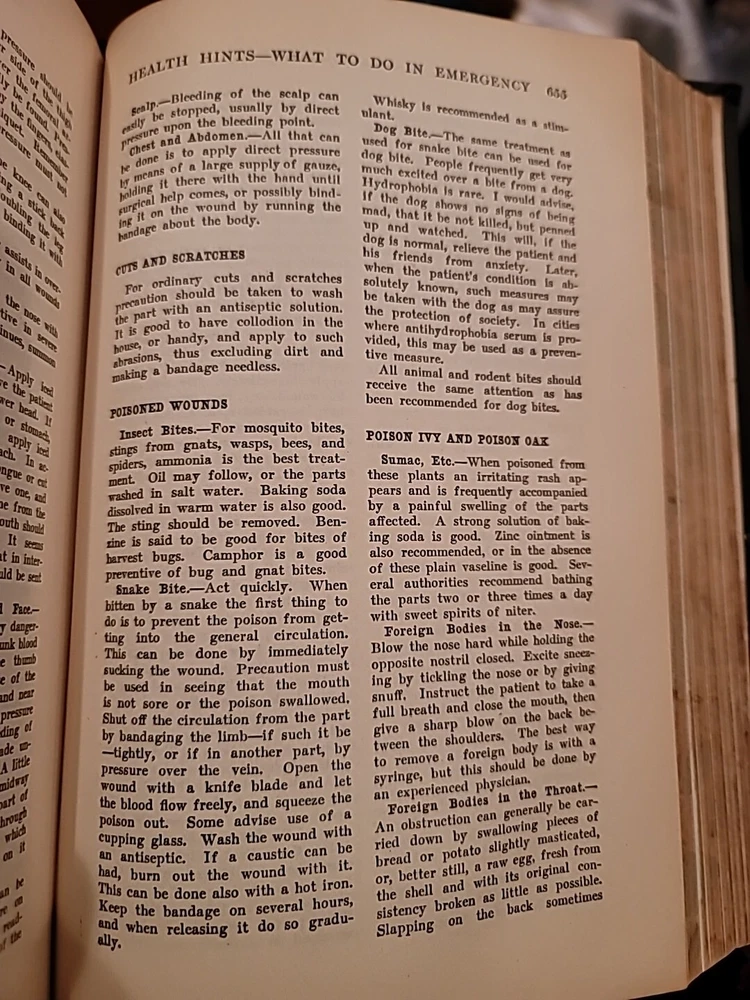 pressure should be
HEALTH HINTS—WHAT TO DO IN EMERGENCY 655
Scalp.—Bleeding of the scalp can
easily be stopped, usually by direct
pressure upon the bleeding point.
Chest and Abdomen.—All that can
be done is to apply direct pressure
by means of a large supply of gauze,
holding it there with the hand until
surgical help comes, or possibly bind-
ing it on the wound by running the
bandage about the body.
CUTS AND SCRATCHES
For ordinary cuts and scratches
precaution should be taken to wash
the part with an antiseptic solution.
It is good to have collodion in the
house, or handy, and apply to such
abrasions, thus excluding dirt and
making a bandage needless.
POISONED WOUNDS
Insect Bites.—For mosquito bites,
stings from gnats, wasps, bees, and
spiders, ammonia is the best treat-
ment. Oil may follow, or the parts
washed in salt water. Baking soda
dissolved in warm water is also good.
The sting should be removed. Ben-
zine is said to be good for bites of
harvest bugs. Camphor is a good
preventive of bug and gnat bites.
Snake Bite.—Act quickly. When
bitten by a snake the first thing to
do is to prevent the poison from get-
ting into the general circulation.
This can be done by immediately
sucking the wound. Precaution must
be used in seeing that the mouth
is not sore or the poison swallowed.
Shut off the circulation from the part
by bandaging the limb—if such it be
—tightly, or if in another part, by
pressure over the vein. Open the
wound with a knife blade and let
the blood flow freely, and squeeze the
poison out. Some advise use of a
cupping glass. Wash the wound with
an antiseptic. If a caustic can be
had, burn out the wound with it.
This can be done also with a hot iron.
Keep the bandage on several hours,
and when releasing it do so gradu-
ally.
Whisky is recommended as a stim-
ulant.
Dog Bite.—The same treatment as
used for snake bite can be used for
dog bite. People frequently get very
much excited over a bite from a dog.
Hydrophobia is rare. I would advise,
if the dog shows no signs of being
mad, that it be not killed, but penned
up and watched. This will, if the
dog is normal, relieve the patient and
his friends from anxiety. Later,
when the patient's condition is ab-
solutely known, such measures may
be taken with the dog as may assure
the protection of society. In cities
where antihydrophobia serum is pro-
vided, this may be used as a preven-
tive measure.
All animal and rodent bites should
receive the same attention as has
been recommended for dog bites.
POISON IVY AND POISON OAK
Sumac, Etc.—When poisoned from
these plants an irritating rash ap-
pears and is frequently accompanied
by a painful swelling of the parts
affected. A strong solution of bak-
ing soda is good. Zinc ointment is
also recommended, or in the absence
of these plain vaseline is good. Sev-
eral authorities recommend bathing
the parts two or three times a day
with sweet spirits of niter.
Foreign Bodies in the Nose.—
Blow the nose hard while holding the
opposite nostril closed. Excite sneez-
ing by tickling the nose or by giving
snuff. Instruct the patient to take a
full breath and close the mouth, then
give a sharp blow on the back be-
tween the shoulders. The best way
to remove a foreign body is with a
syringe, but this should be done by
an experienced physician.
Foreign Bodies in the Throat.—
An obstruction can generally be car-
ried down by swallowing pieces of
bread or potato slightly masticated,
or, better still, a raw egg, fresh from
the shell and with its original con-
sistency broken as little as possible.
Slapping on the back sometimes